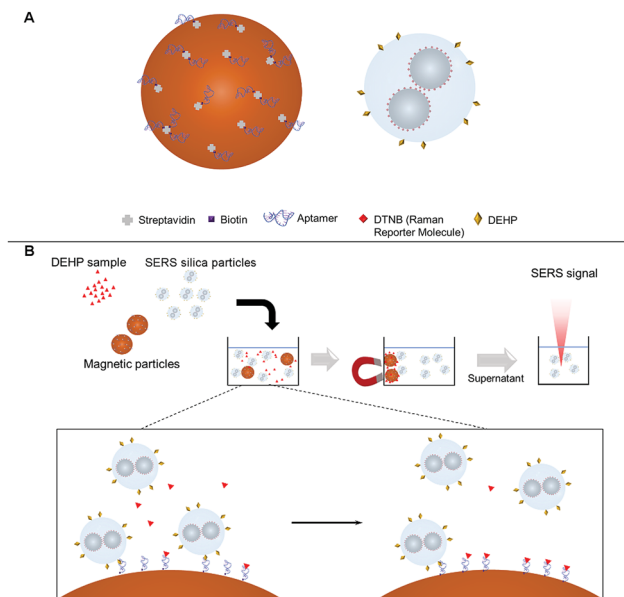 A
Streptavidin
Biotin
Aptamer
DTNB (Raman
Reporter Molecule)
DEHP
B
DEHP sample
SERS silica particles
SERS signal
Magnetic particles
Supernatant